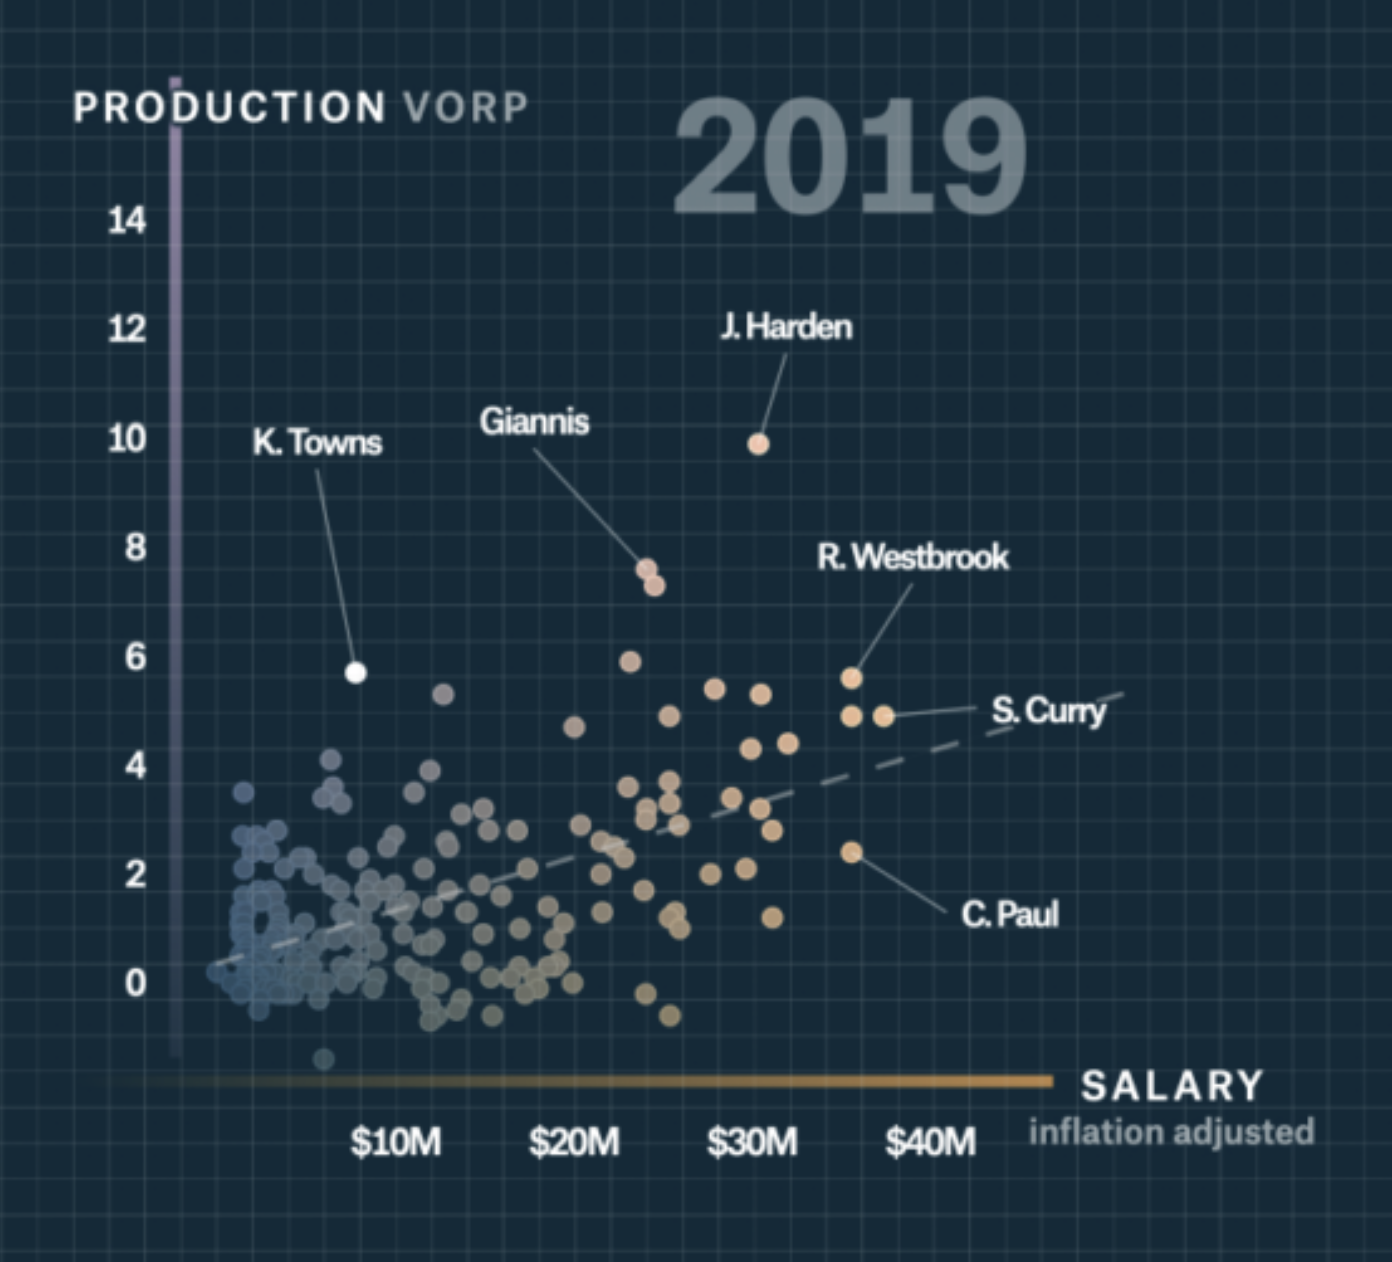 PRODUCTION VORP
2019
14
12
10
8
6
4
2
0
J. Harden
Giannis
K. Towns
R. Westbrook
S. Curry
C. Paul
$10M $20M $30M $40M
SALARY
inflation adjusted